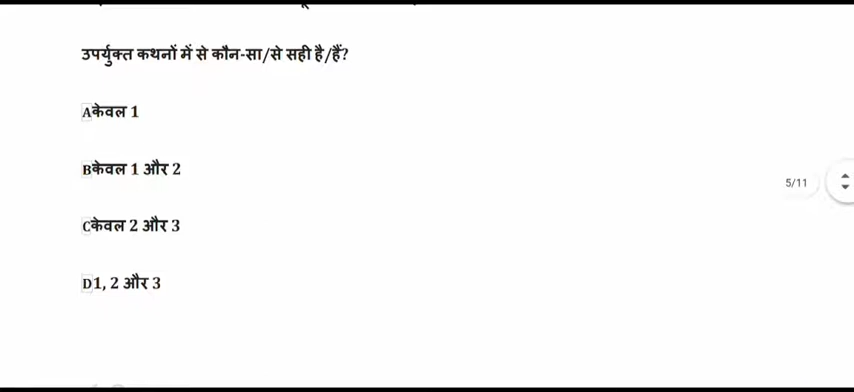 उपर्युक्त कथनों में से कौन-सा/से सही है/हैं?
Aकेवल 1
Bकेवल 1 और 2
5/11
Cकेवल 2 और 3
D1, 2 और 3